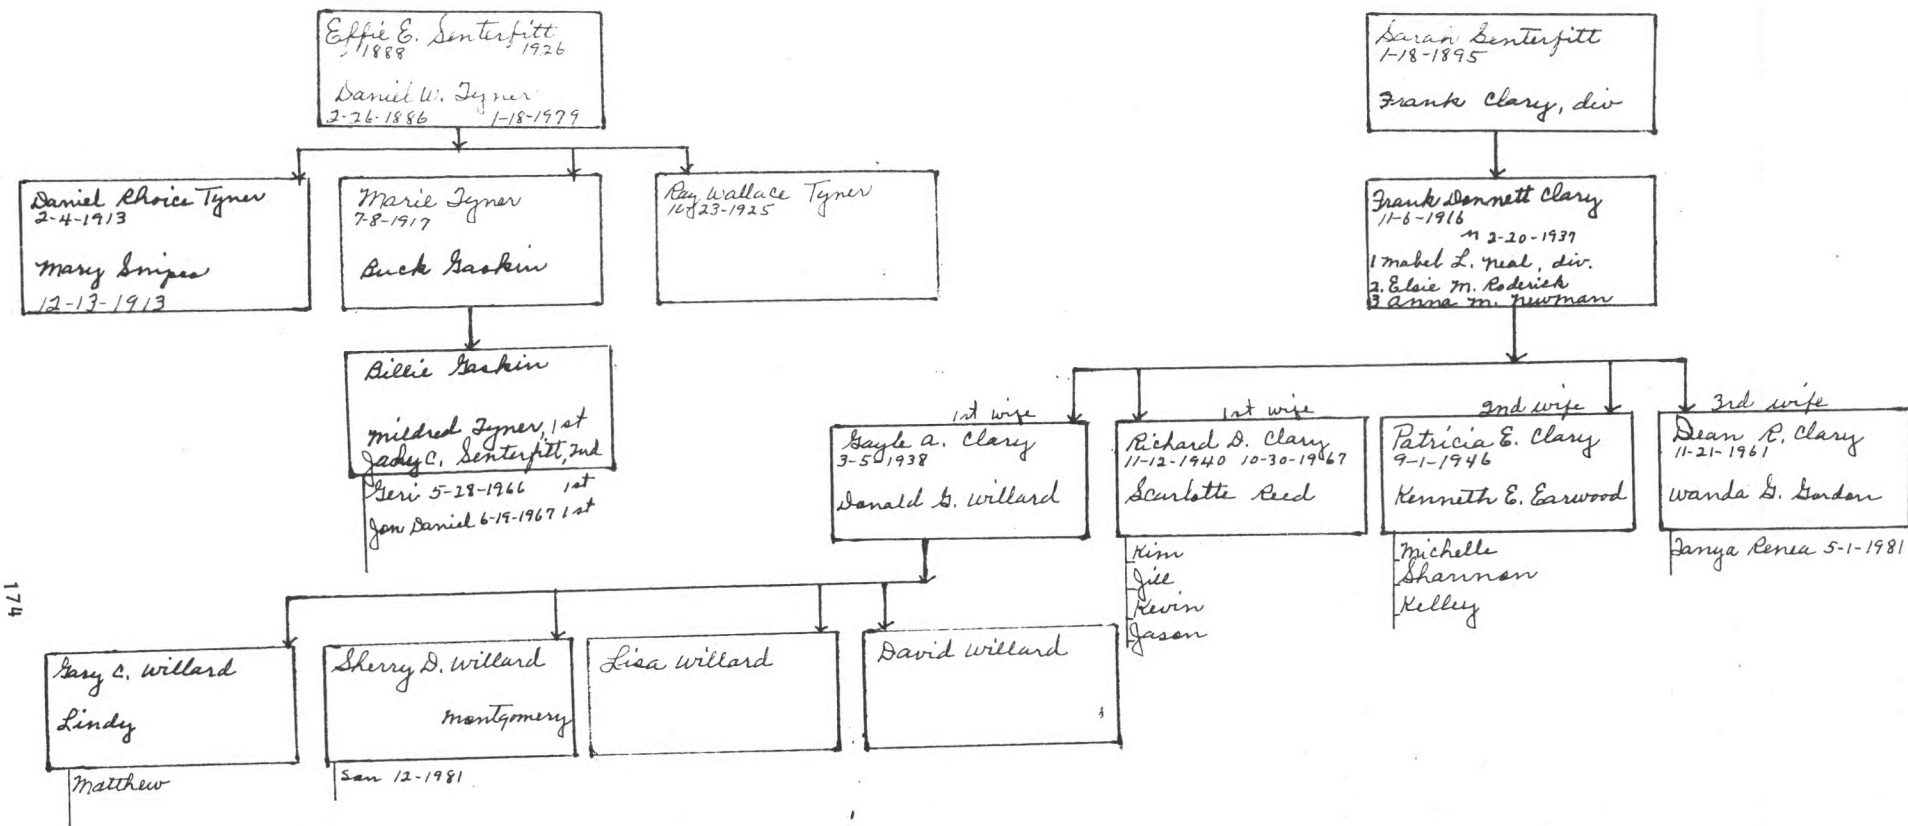 Effie E. Senterfitt
1888 1926
Daniel W. Tyner
2-26-1886 1-18-1979
Sarah Senterfitt
1-18-1895
Frank Clary, div
Daniel Rhoice Tyner
2-4-1913
Mary Snipes
12-13-1913
Marie Tyner
7-8-1917
Buck Gaskin
Ray Wallace Tyner
23-1925
Frank Dennett Clary
11-6-1916
m 2-20-1937
1 Mabel L. Neal, div.
2. Elsie M. Roderick
3 Anna M. Newman
Billie Gaskin
Mildred Tyner, 1st
C. Senterfitt, 2nd
Geri 5-28-1966 1st
Jon Daniel 6-19-1967 1st
1st wife
Gayle A. Clary
3-5-1938
Donald G. Willard
1st wife
Richard D. Clary
11-12-1940 10-30-1967
Scarlotte Reed
Kim
Jill
Kevin
Jason
2nd wife
Patricia E. Clary
9-1-1946
Kenneth E. Earwood
Michelle
Shannon
Kelley
3rd wife
Dean R. Clary
11-21-1961
Wanda G. Gordon
Tanya Renea 5-1-1981
Gary C. Willard
Lindy
Matthew
Sherry D. Willard
Montgomery
Son 12-1981
Lisa Willard
David Willard
174